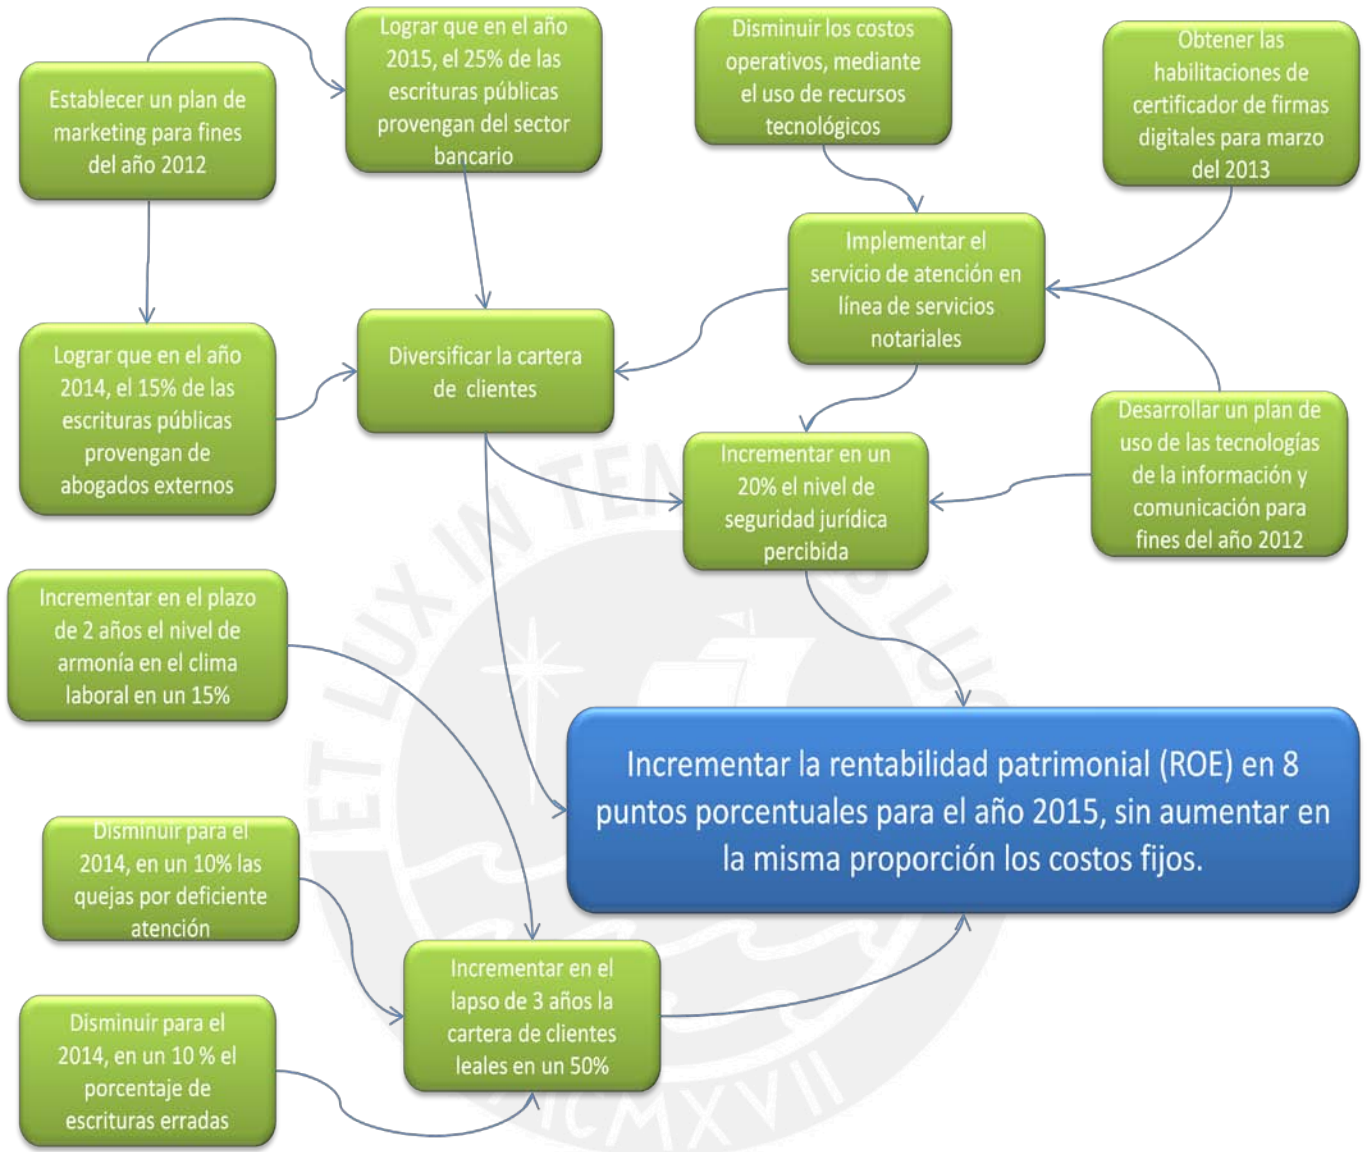 Establecer un plan de
marketing para fines
del año 2012
Lograr que en el año
2015, el 25% de las
escrituras públicas
provengan del sector
bancario
Disminuir los costos
operativos, mediante
el uso de recursos
tecnológicos
Obtener las
habilitaciones de
certificador de firmas
digitales para marzo
del 2013
Implementar el
servicio de atención en
línea de servicios
notariales
Lograr que en el año
2014, el 15% de las
escrituras públicas
provengan de
abogados externos
Diversificar la cartera
de clientes
Incrementar en un
20% el nivel de
seguridad jurídica
percibida
Desarrollar un plan de
uso de las tecnologías
de la información y
comunicación para
fines del año 2012
Incrementar en el plazo
de 2 años el nivel de
armonía en el clima
laboral en un 15%
Incrementar la rentabilidad patrimonial (ROE) en 8
puntos porcentuales para el año 2015, sin aumentar en
la misma proporción los costos fijos.
Disminuir para el
2014, en un 10% las
quejas por deficiente
atención
Incrementar en el
lapso de 3 años la
cartera de clientes
leales en un 50%
Disminuir para el
2014, en un 10 % el
porcentaje de
escrituras erradas
ET LUX IN